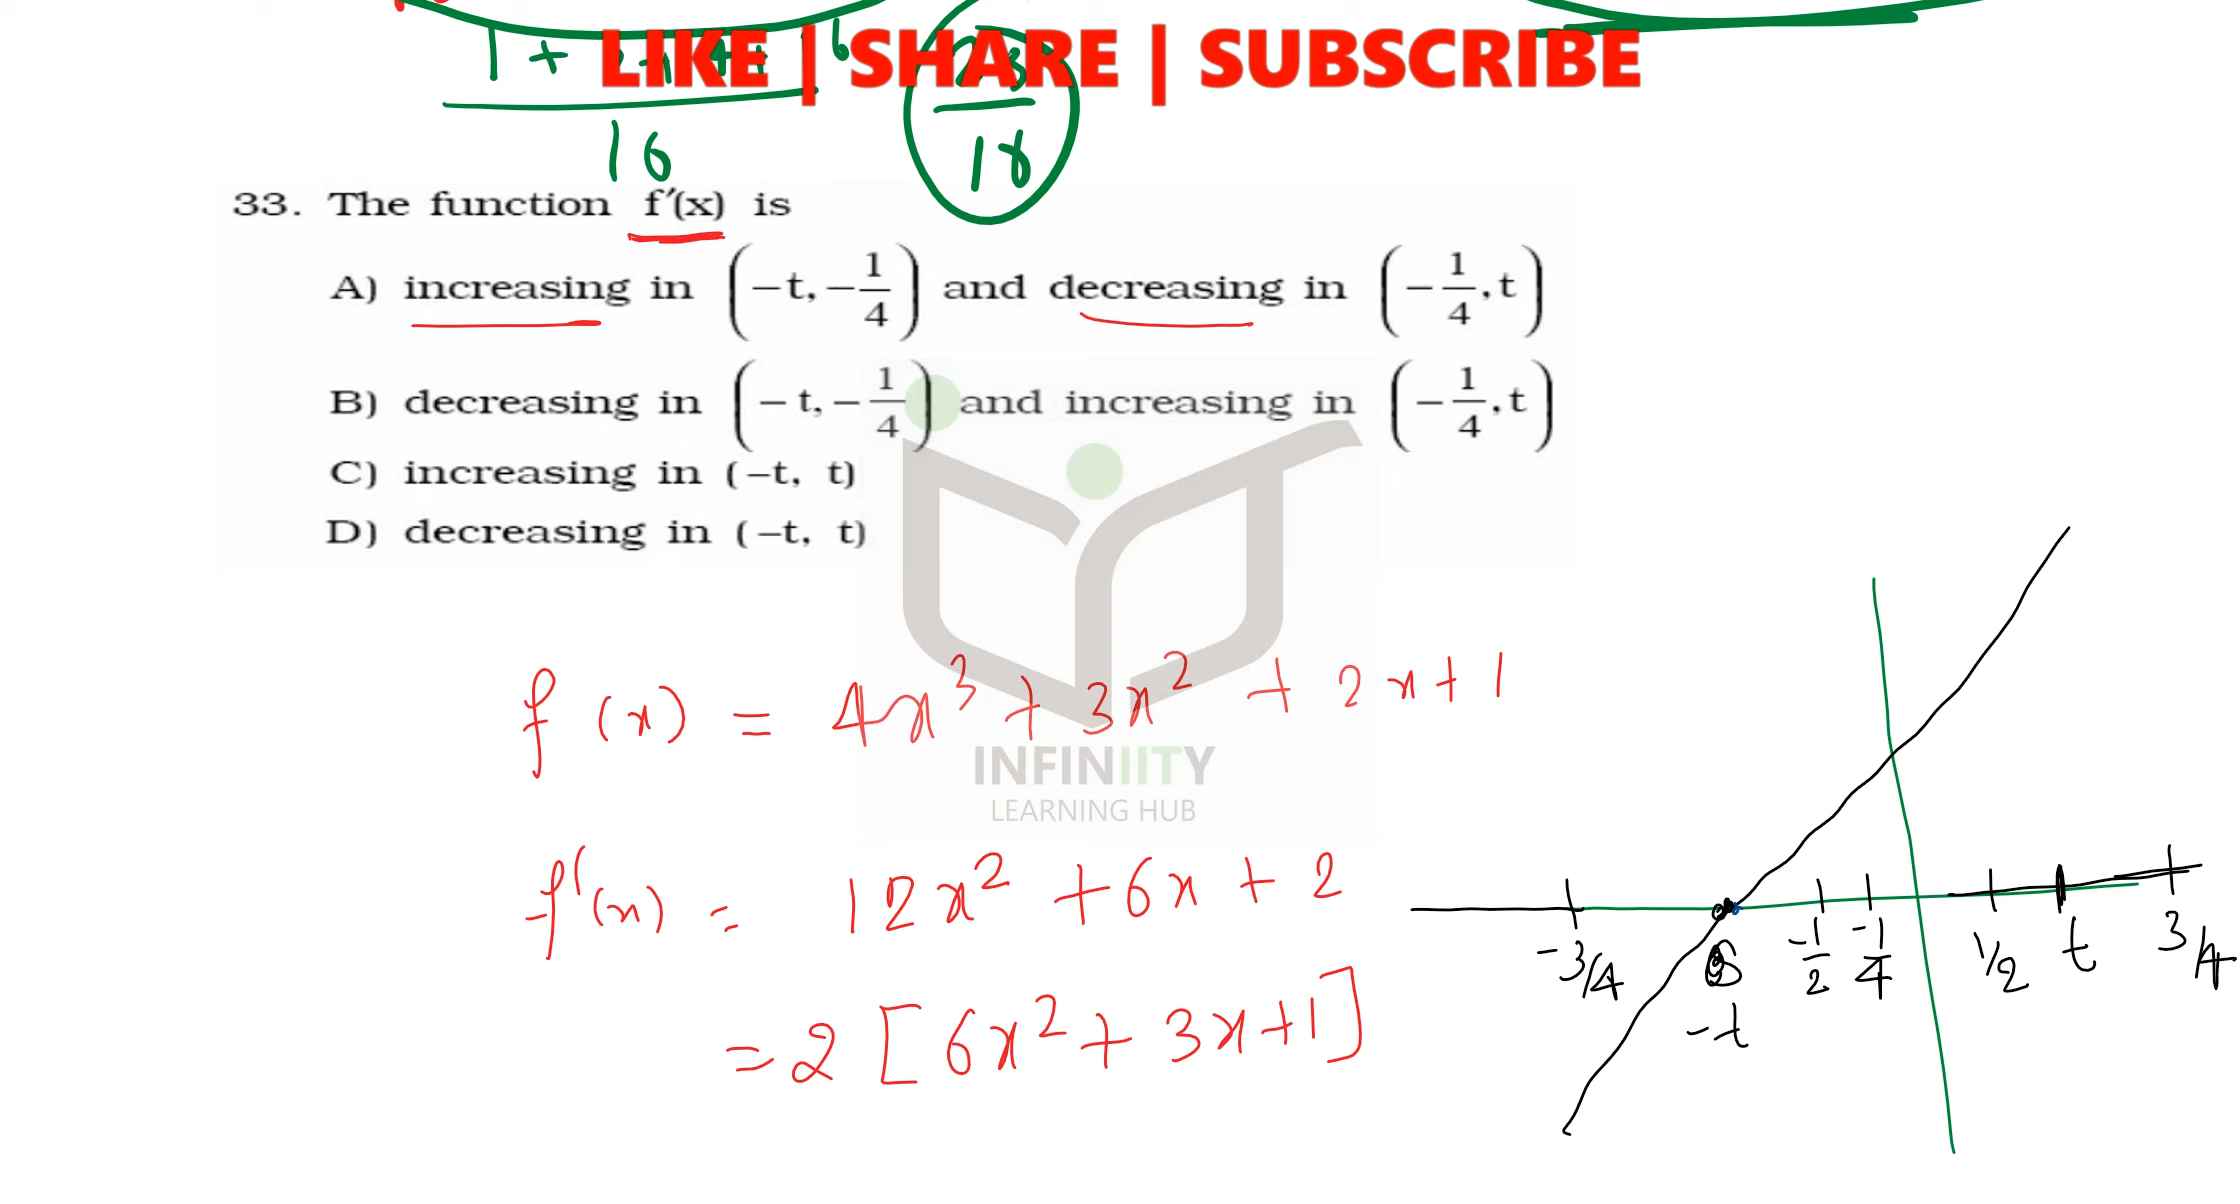 1 +
LIKE | SHARE | SUBSCRIBE
16
18
33. The function f′(x) is
A) increasing in (−t, −1/4) and decreasing in (−1/4, t)
B) decreasing in (−t, −1/4) and increasing in (−1/4, t)
C) increasing in (−t, t)
D) decreasing in (−t, t)
f(x) = 4x³ + 3x² + 2x + 1
INFINIITY
LEARNING HUB
f′(x) = 12x² + 6x + 2
= 2[6x² + 3x + 1]
-3/4 S -1/2 -1/4 1/2 t 3/4
-t